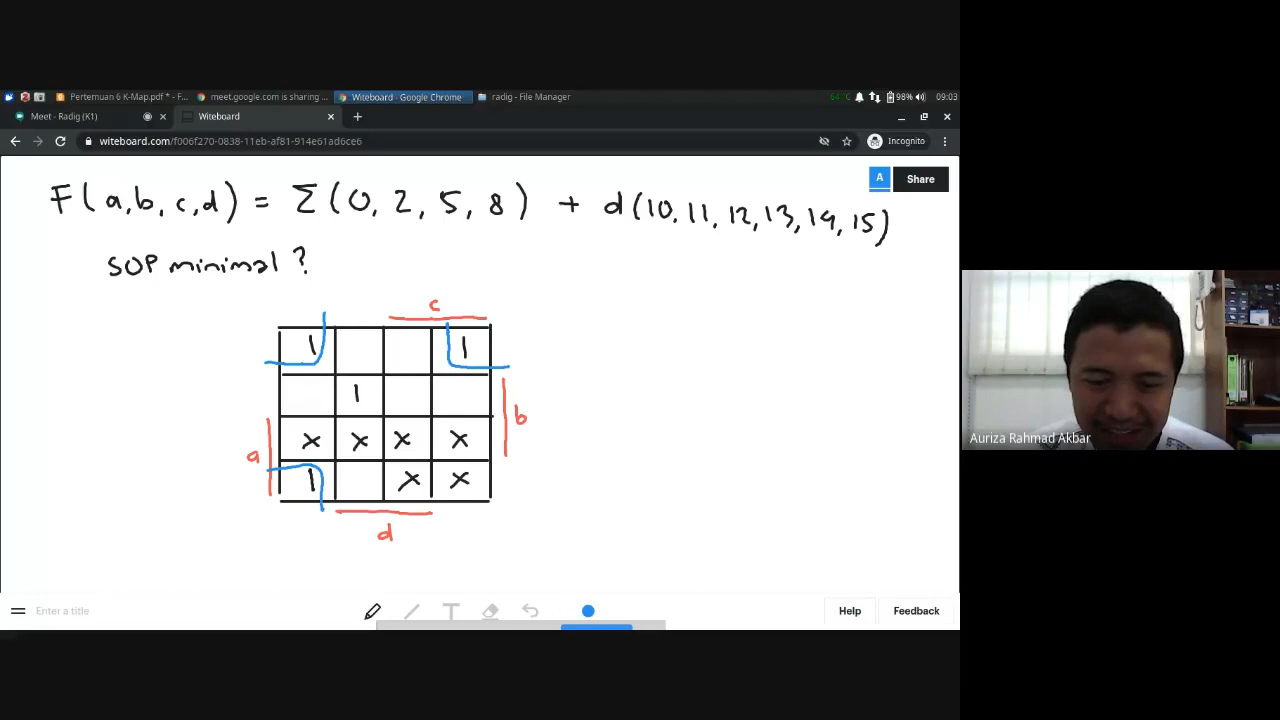 Pertemuan 6 K-Map.pdf * - F... meet.google.com is sharing ... Witeboard - Google Chrome radig - File Manager 64°C 98% 09:03
Meet - Radig (K1) Witeboard
witeboard.com/f006f270-0838-11eb-af81-914e61ad6ce6 Incognito
A Share
F(a,b,c,d) = Σ(0, 2, 5, 8) + d(10, 11, 12, 13, 14, 15)
SOP minimal ?
c
1 1
1
b
x x x x
a
1 x x
d
Auriza Rahmad Akbar
Enter a title T Help Feedback